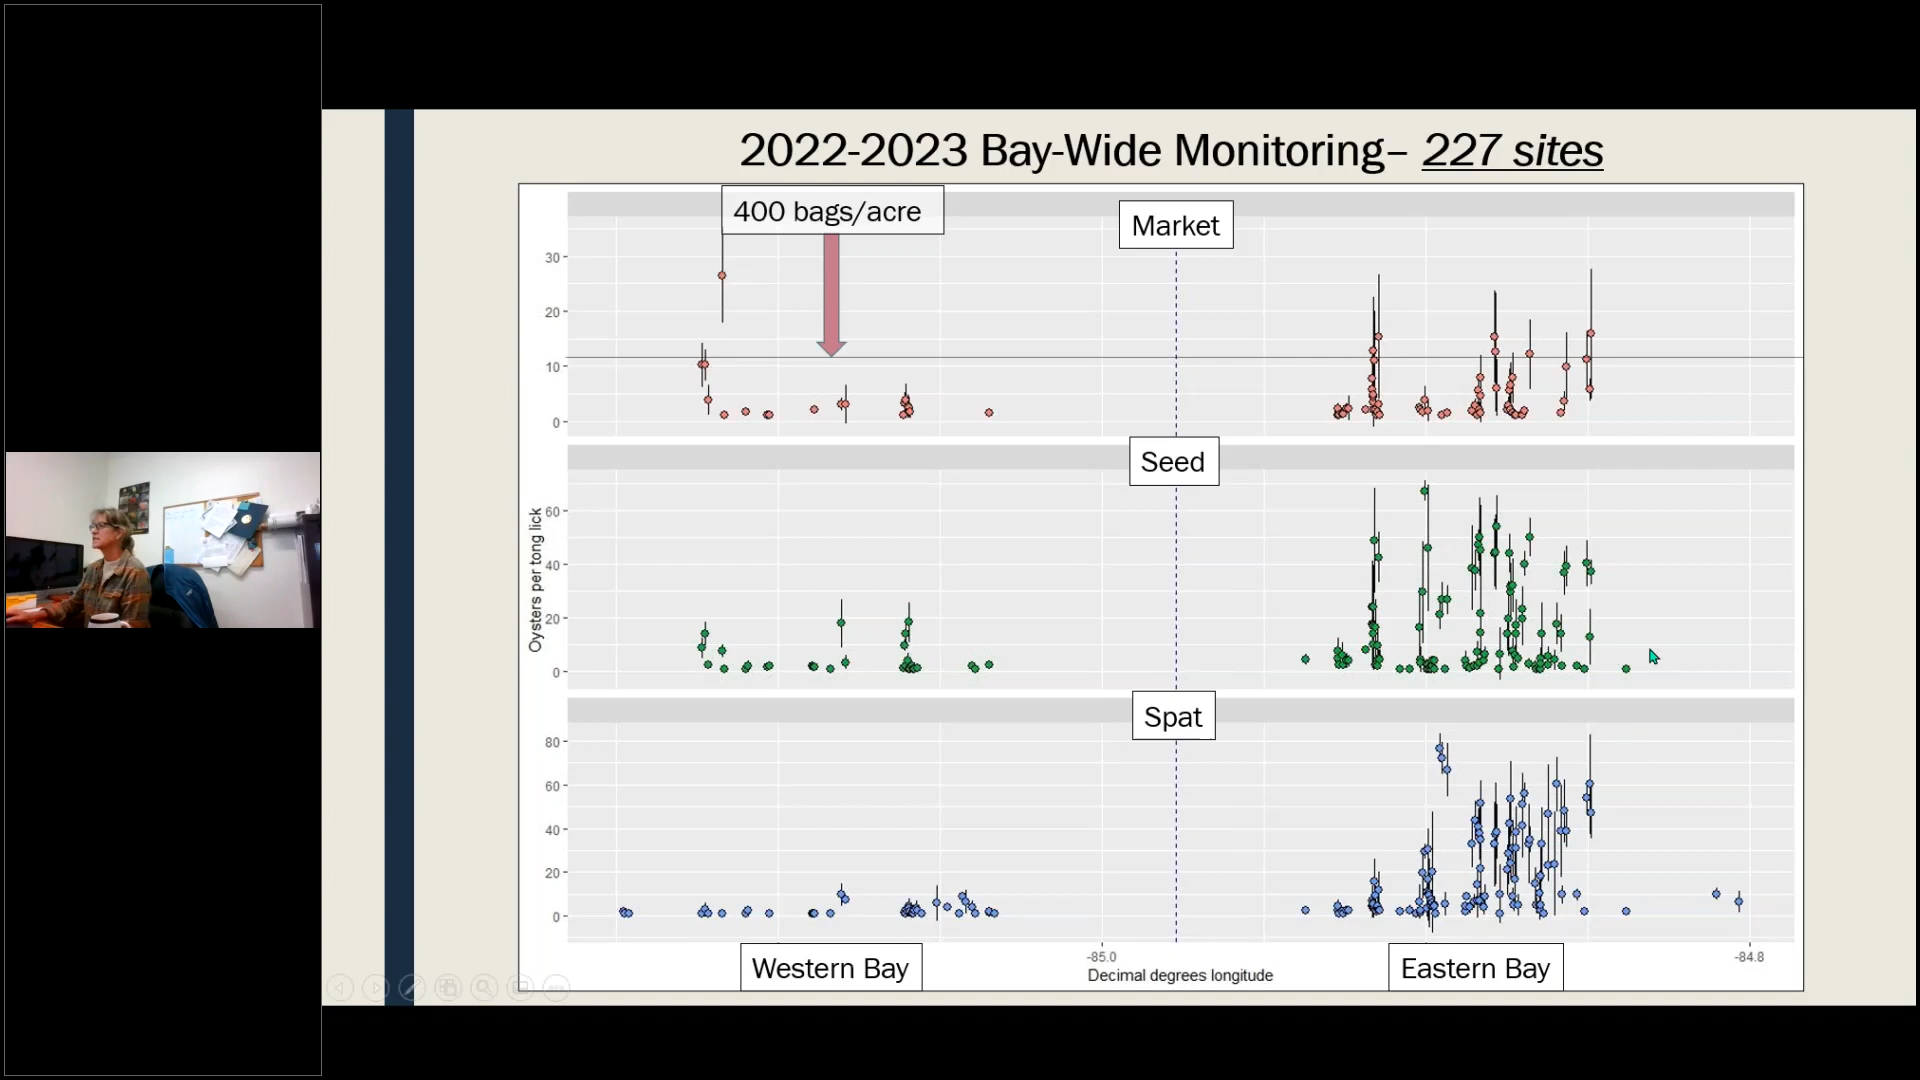 2022-2023 Bay-Wide Monitoring– 227 sites
400 bags/acre
Market
30
20
10
0
Seed
60
40
20
0
Oysters per tong lick
Spat
80
60
40
20
0
-85.0
-84.8
Western Bay
Decimal degrees longitude
Eastern Bay